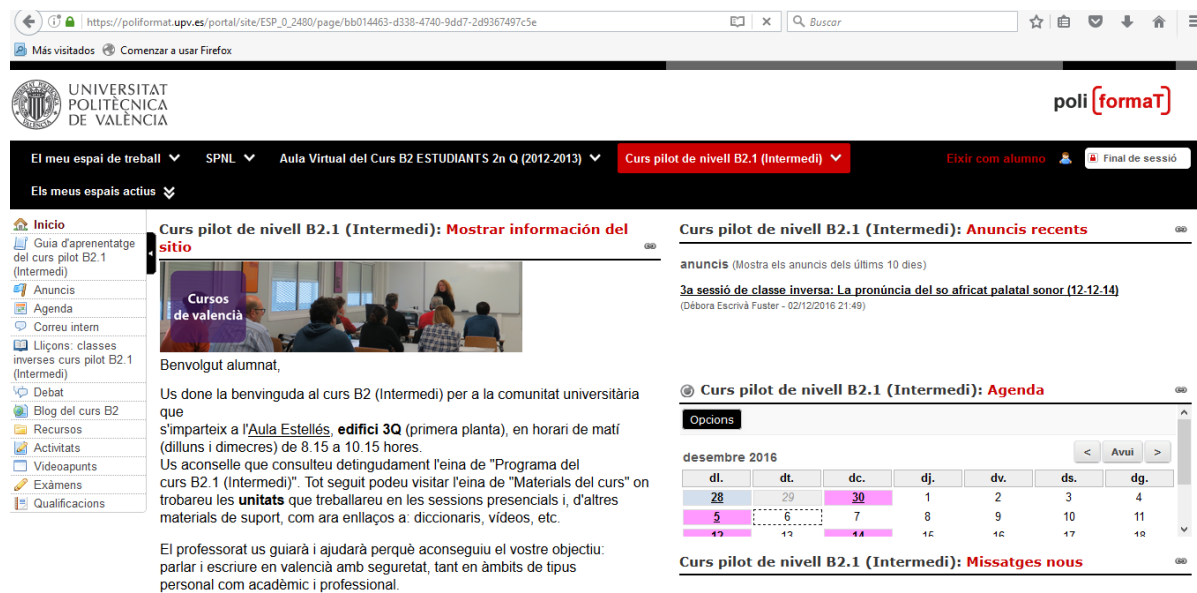 https://poliformat.upv.es/portal/site/ESP_0_2480/page/bb014463-d338-4740-9dd7-2d9367497c5e
Buscar
Más visitados Comenzar a usar Firefox
UNIVERSITAT
POLITÈCNICA
DE VALÈNCIA
poli [formaT]
El meu espai de treball SPNL Aula Virtual del Curs B2 ESTUDIANTS 2n Q (2012-2013) Curs pilot de nivell B2.1 (Intermedi) Eixir com alumno Final de sessió
Els meus espais actius
Inicio
Guia d'aprenentatge
del curs pilot B2.1
(Intermedi)
Anuncis
Agenda
Correu intern
Lliçons: classes
inverses curs pilot B2.1
(Intermedi)
Debat
Blog del curs B2
Recursos
Activitats
Videoapunts
Exàmens
Qualificacions
Curs pilot de nivell B2.1 (Intermedi): Mostrar información del
sitio
Cursos
de valencià
Benvolgut alumnat,
Us done la benvinguda al curs B2 (Intermedi) per a la comunitat universitària
que
s'imparteix a l'Aula Estellés, edifici 3Q (primera planta), en horari de matí
(dilluns i dimecres) de 8.15 a 10.15 hores.
Us aconselle que consulteu detingudament l'eina de "Programa del
curs B2.1 (Intermedi)". Tot seguit podeu visitar l'eina de "Materials del curs" on
trobareu les unitats que treballareu en les sessions presencials i, d'altres
materials de suport, com ara enllaços a: diccionaris, vídeos, etc.
El professorat us guiarà i ajudarà perquè aconseguiu el vostre objectiu:
parlar i escriure en valencià amb seguretat, tant en àmbits de tipus
personal com acadèmic i professional.
Curs pilot de nivell B2.1 (Intermedi): Anuncis recents
anuncis (Mostra els anuncis dels últims 10 dies)
3a sessió de classe inversa: La pronúncia del so africat palatal sonor (12-12-14)
(Débora Escrivà Fuster - 02/12/2016 21:49)
Curs pilot de nivell B2.1 (Intermedi): Agenda
Opcions
desembre 2016 < Avui >
dl. dt. dc. dj. dv. ds. dg.
28 29 30 1 2 3 4
5 6 7 8 9 10 11
12 13 14 15 16 17 18
Curs pilot de nivell B2.1 (Intermedi): Missatges nous